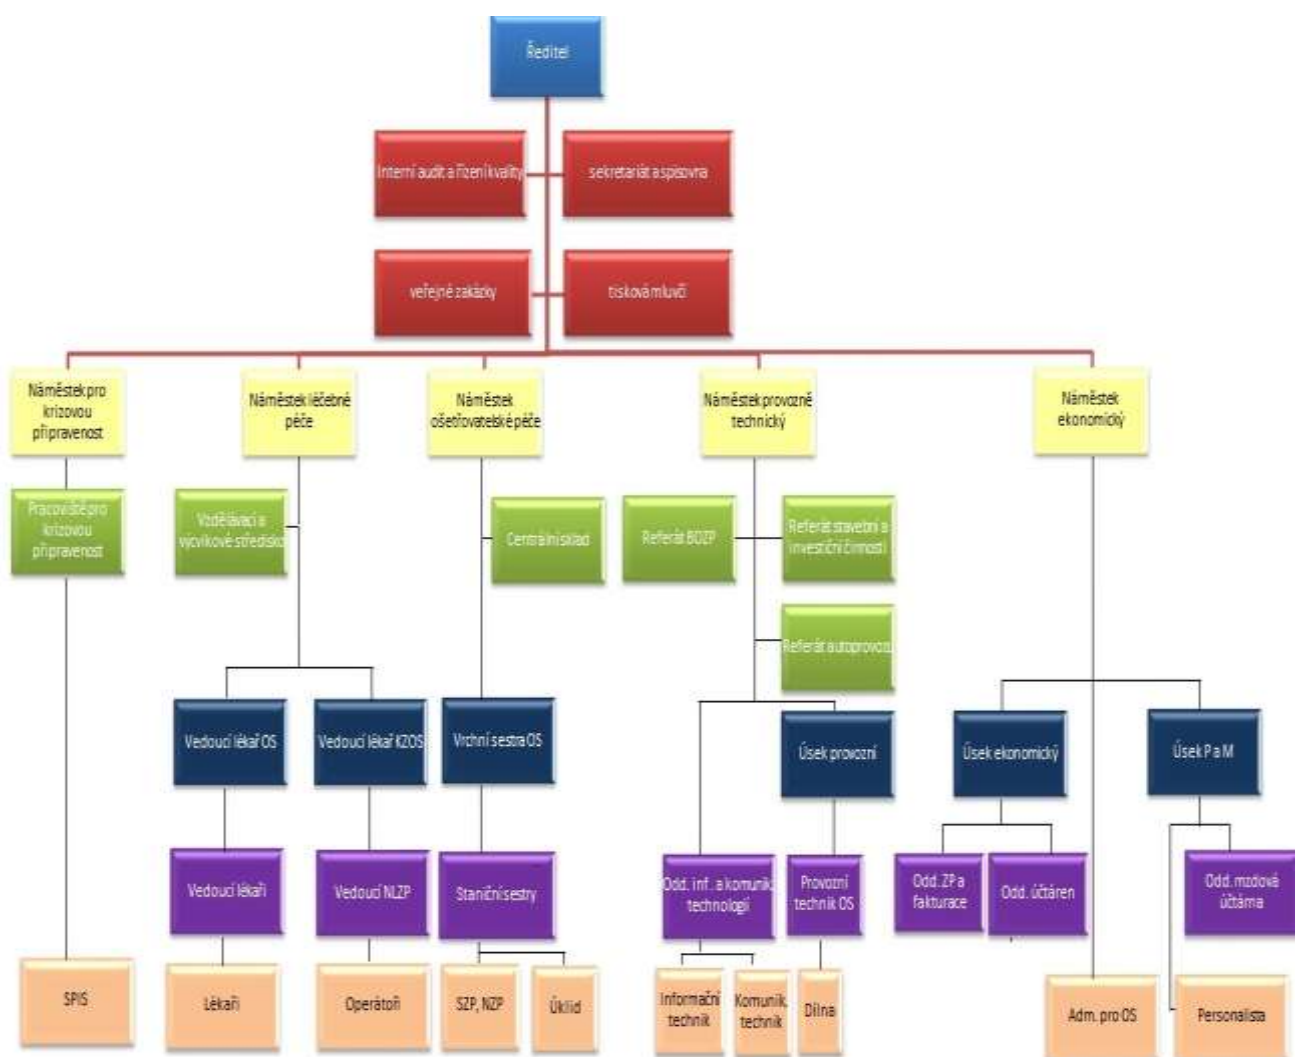 Ředitel
Interní audit a řízení kvality
sekretariát a spisovna
veřejné zakázky
tisková mluvčí
Náměstek pro
krizovou
připravenost
Náměstek léčebné
péče
Náměstek
ošetřovatelské péče
Náměstek provozně
technický
Náměstek
ekonomický
Pracoviště pro
krizovou
připravenost
Vzdělávací a
výcvikové středisko
Centralní sklad
Referát BOZP
Referát stavební a
investiční činnosti
Referát autoprovozu
Vedoucí lékař OS
Vedoucí lékař KZOS
Vrchní sestra OS
Úsek provozní
Úsek ekonomický
Úsek P a M
Vedoucí lékaři
Vedoucí NLZP
Staniční sestry
Odd. inf. a komunik.
technologií
Provozní
technik OS
Odd. ZP a
fakturace
Odd. účtáren
Odd. mzdová
účtárna
SPIS
Lékaři
Operátoři
SZP, NZP
Úklid
Informační
technik
Komunik.
technik
Dílna
Adm. pro OS
Personalista